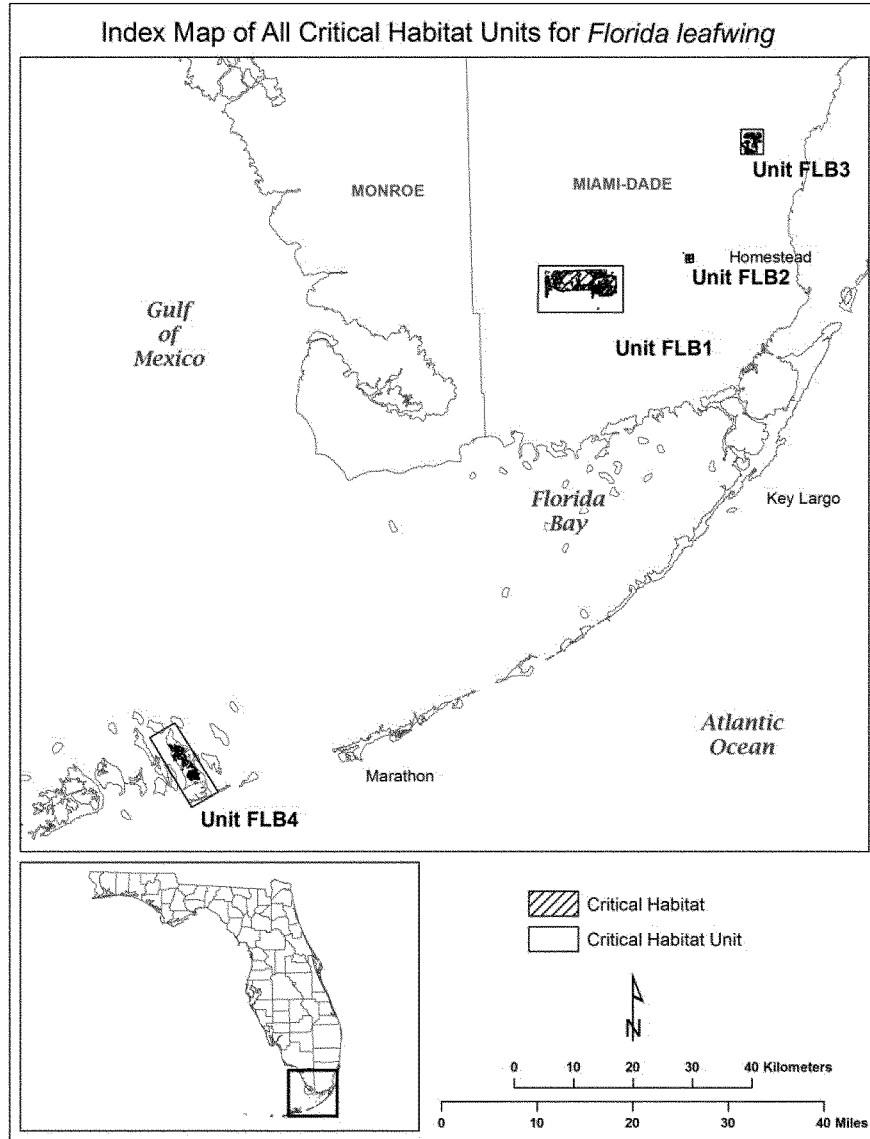 Index Map of All Critical Habitat Units for Florida leafwing
Unit FLB3
MONROE
MIAMI-DADE
Homestead
Unit FLB2
Gulf
of
Mexico
Unit FLB1
Key Largo
Florida
Bay
Atlantic
Ocean
Marathon
Unit FLB4
Critical Habitat
Critical Habitat Unit
N
0 10 20 30 40 Kilometers
0 10 20 30 40 Miles